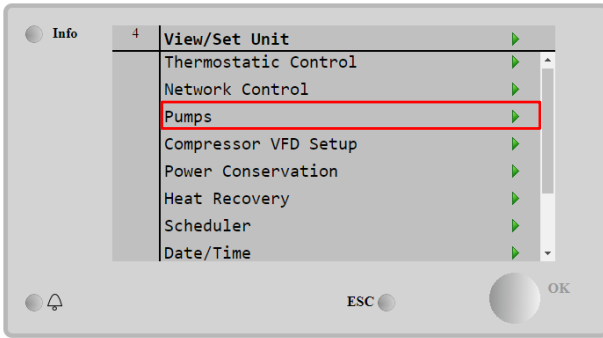 Info
4 View/Set Unit
Thermostatic Control
Network Control
Pumps
Compressor VFD Setup
Power Conservation
Heat Recovery
Scheduler
Date/Time
ESC
OK